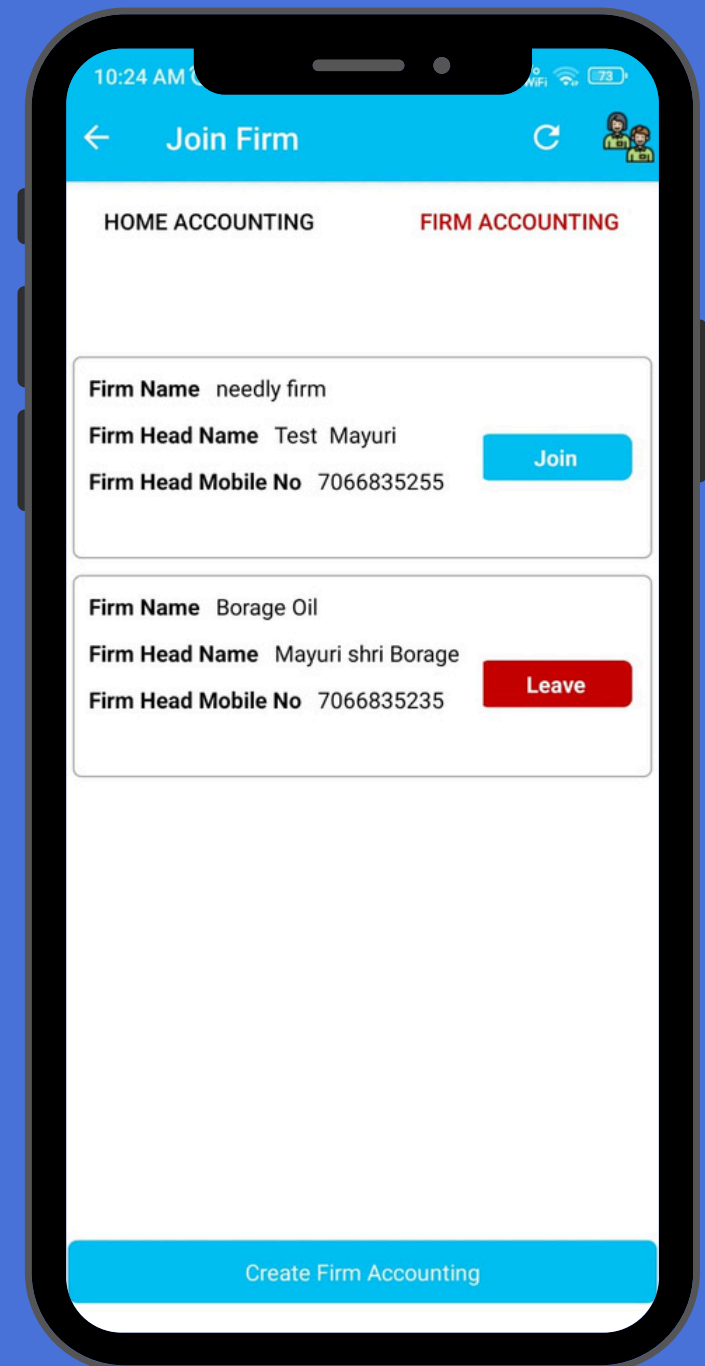 10:24 AM
WiFi 73
Join Firm
HOME ACCOUNTING FIRM ACCOUNTING
Firm Name needly firm
Firm Head Name Test Mayuri
Join
Firm Head Mobile No 7066835255
Firm Name Borage Oil
Firm Head Name Mayuri shri Borage
Leave
Firm Head Mobile No 7066835235
Create Firm Accounting